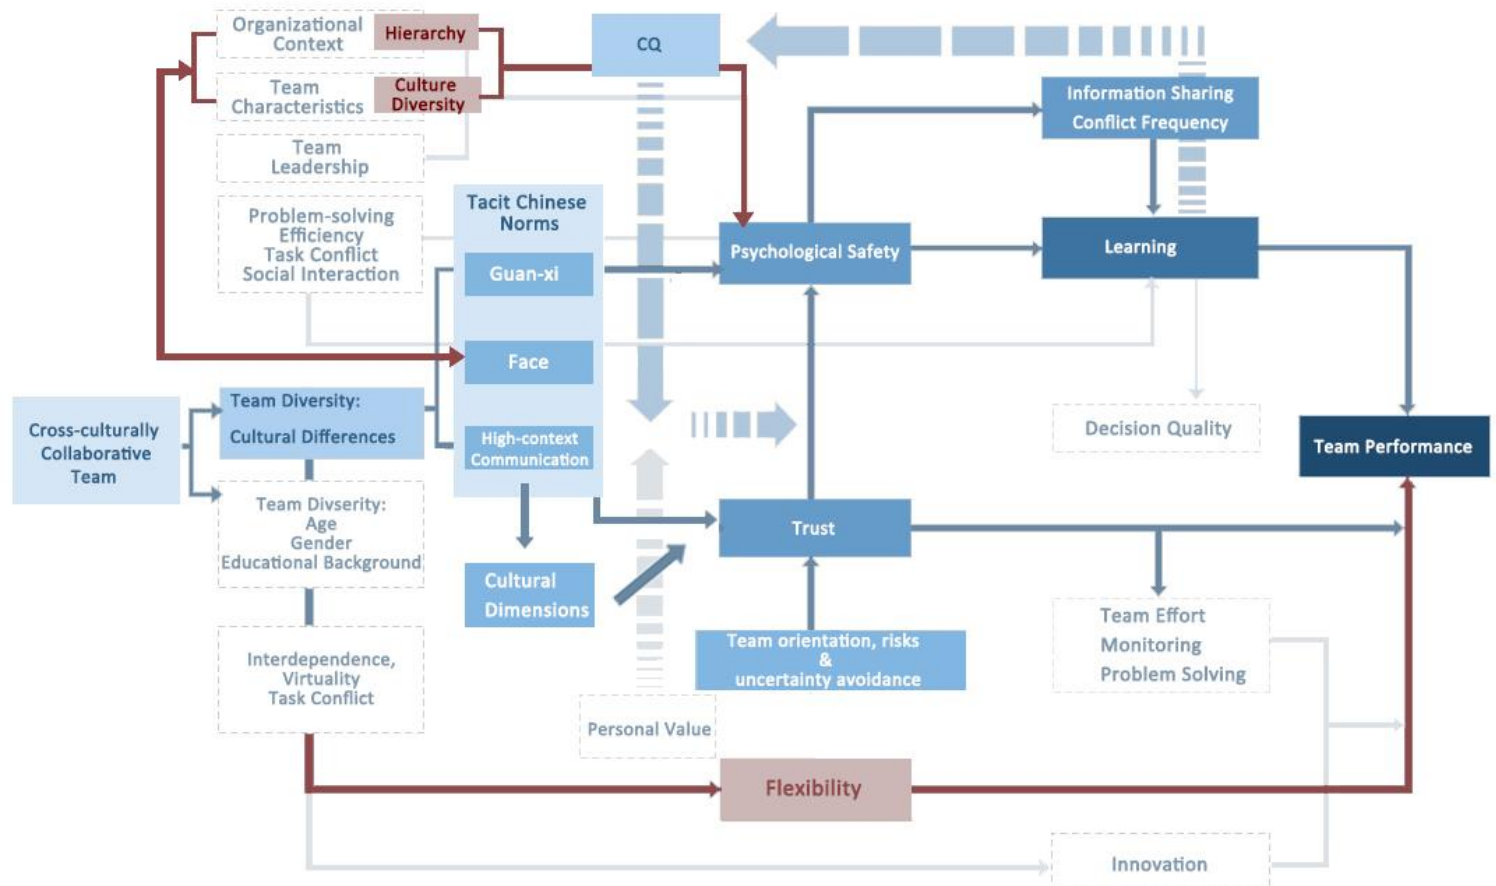 Organizational
Context
Hierarchy
CQ
Team
Characteristics
Culture
Diversity
Information Sharing
Conflict Frequency
Team
Leadership
Tacit Chinese
Norms
Problem-solving
Efficiency
Task Conflict
Social Interaction
Guan-xi
Psychological Safety
Learning
Face
Team Diversity:
Cultural Differences
Cross-culturally
Collaborative
Team
High-context
Communication
Decision Quality
Team Performance
Team Divserity:
Age
Gender
Educational Background
Trust
Cultural
Dimensions
Team orientation, risks
&
uncertainty avoidance
Team Effort
Monitoring
Problem Solving
Interdependence,
Virtuality
Task Conflict
Personal Value
Flexibility
Innovation